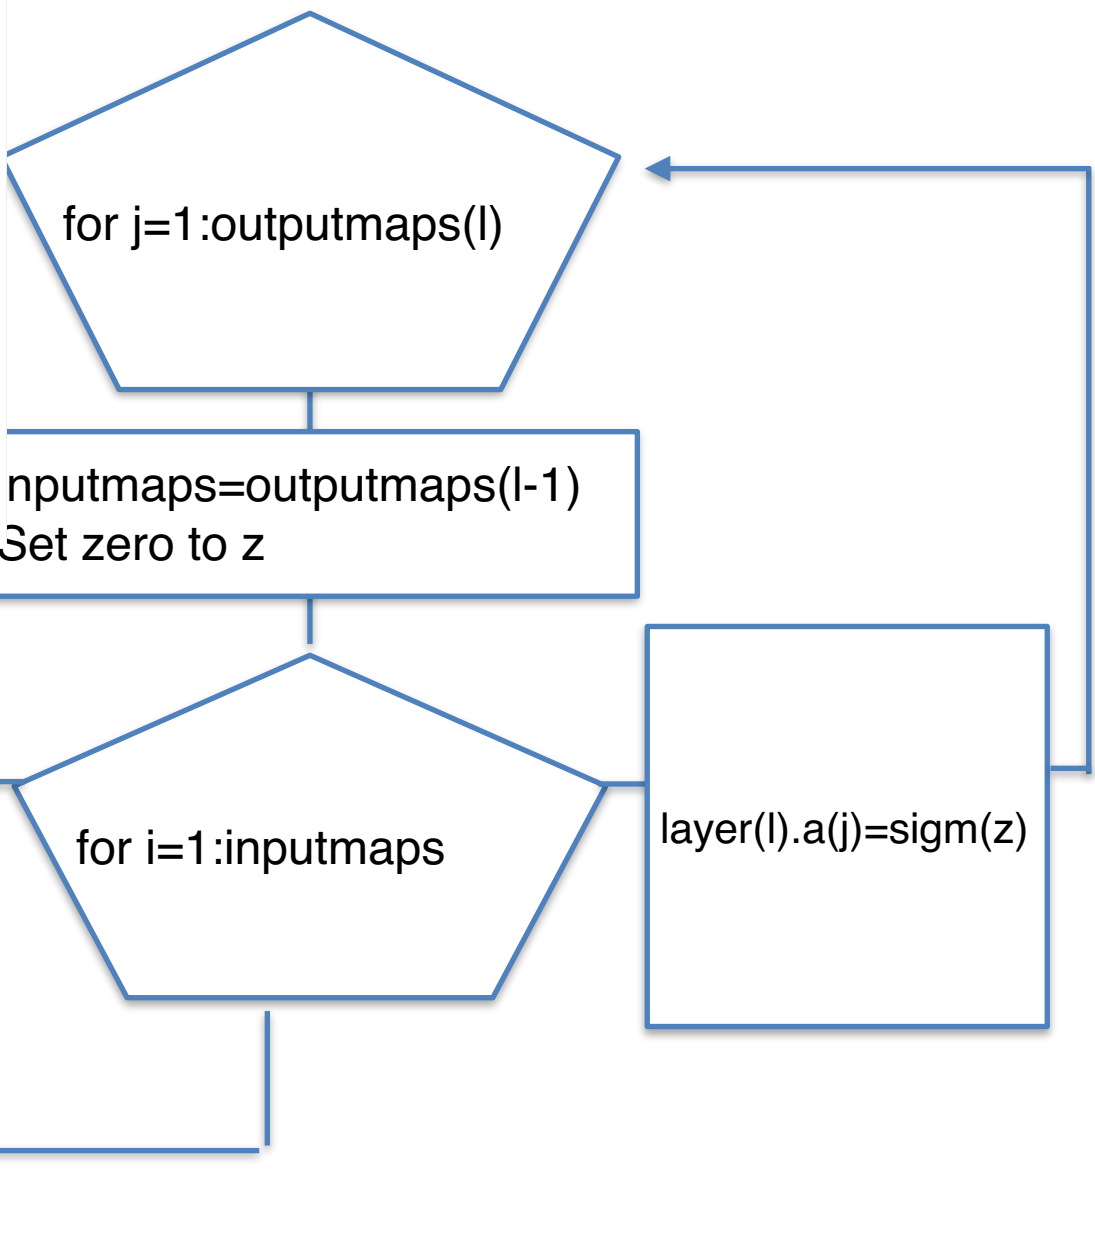 for j=1:outputmaps(l)
nputmaps=outputmaps(l-1)
Set zero to z
for i=1:inputmaps
layer(l).a(j)=sigm(z)